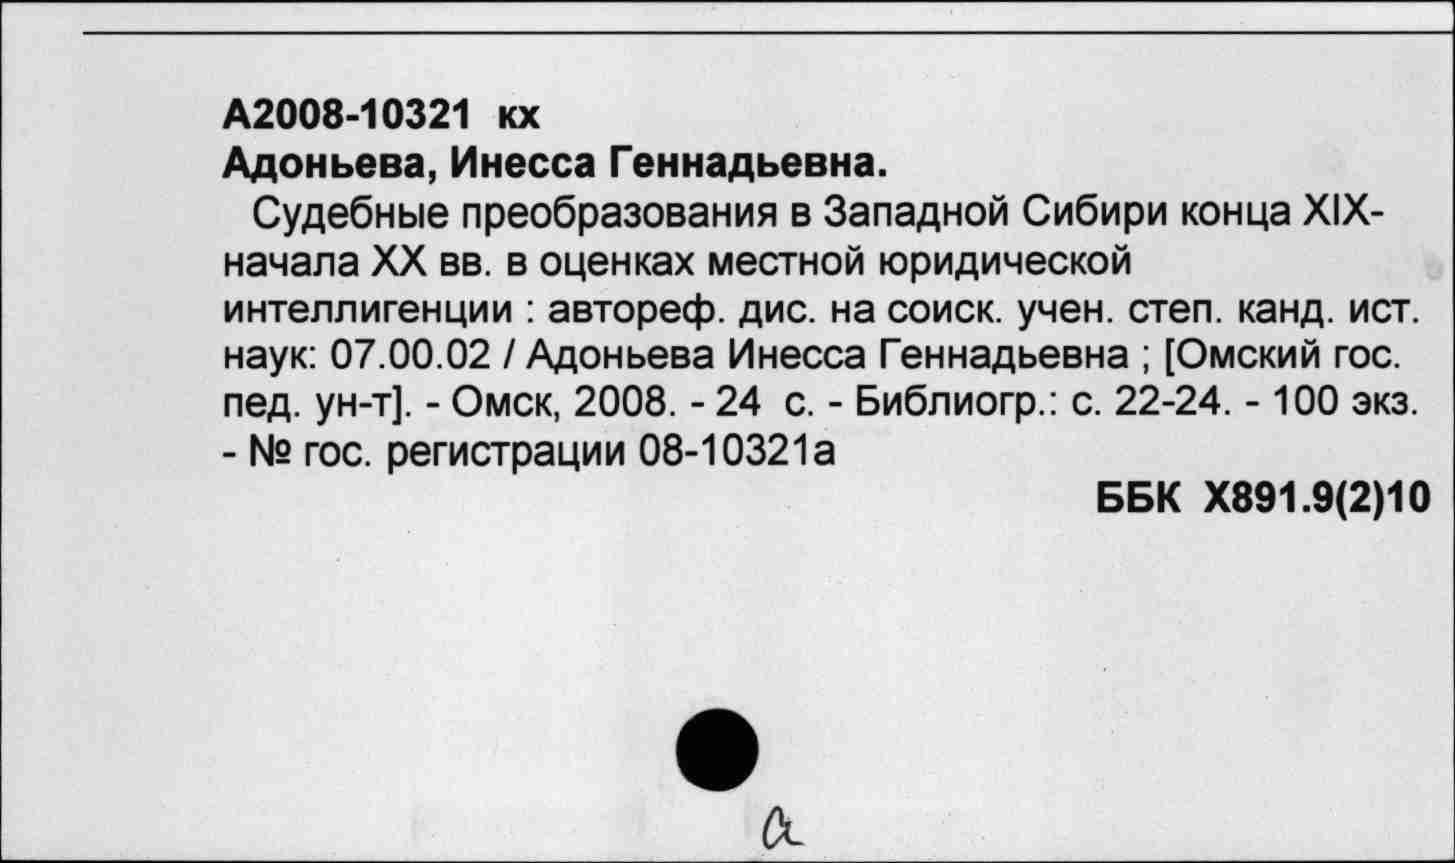 А2008-10321 кх
Адоньева, Инесса Геннадьевна.
Судебные преобразования в Западной Сибири конца XIX-
начала XX вв. в оценках местной юридической
интеллигенции : автореф. дис. на соиск. учен. степ. канд. ист.
наук: 07.00.02 / Адоньева Инесса Геннадьевна ; [Омский гос.
пед. ун-т]. - Омск, 2008. - 24 с. - Библиогр.: с. 22-24. - 100 экз.
- № гос. регистрации 08-10321а
ББК Х891.9(2)10
а